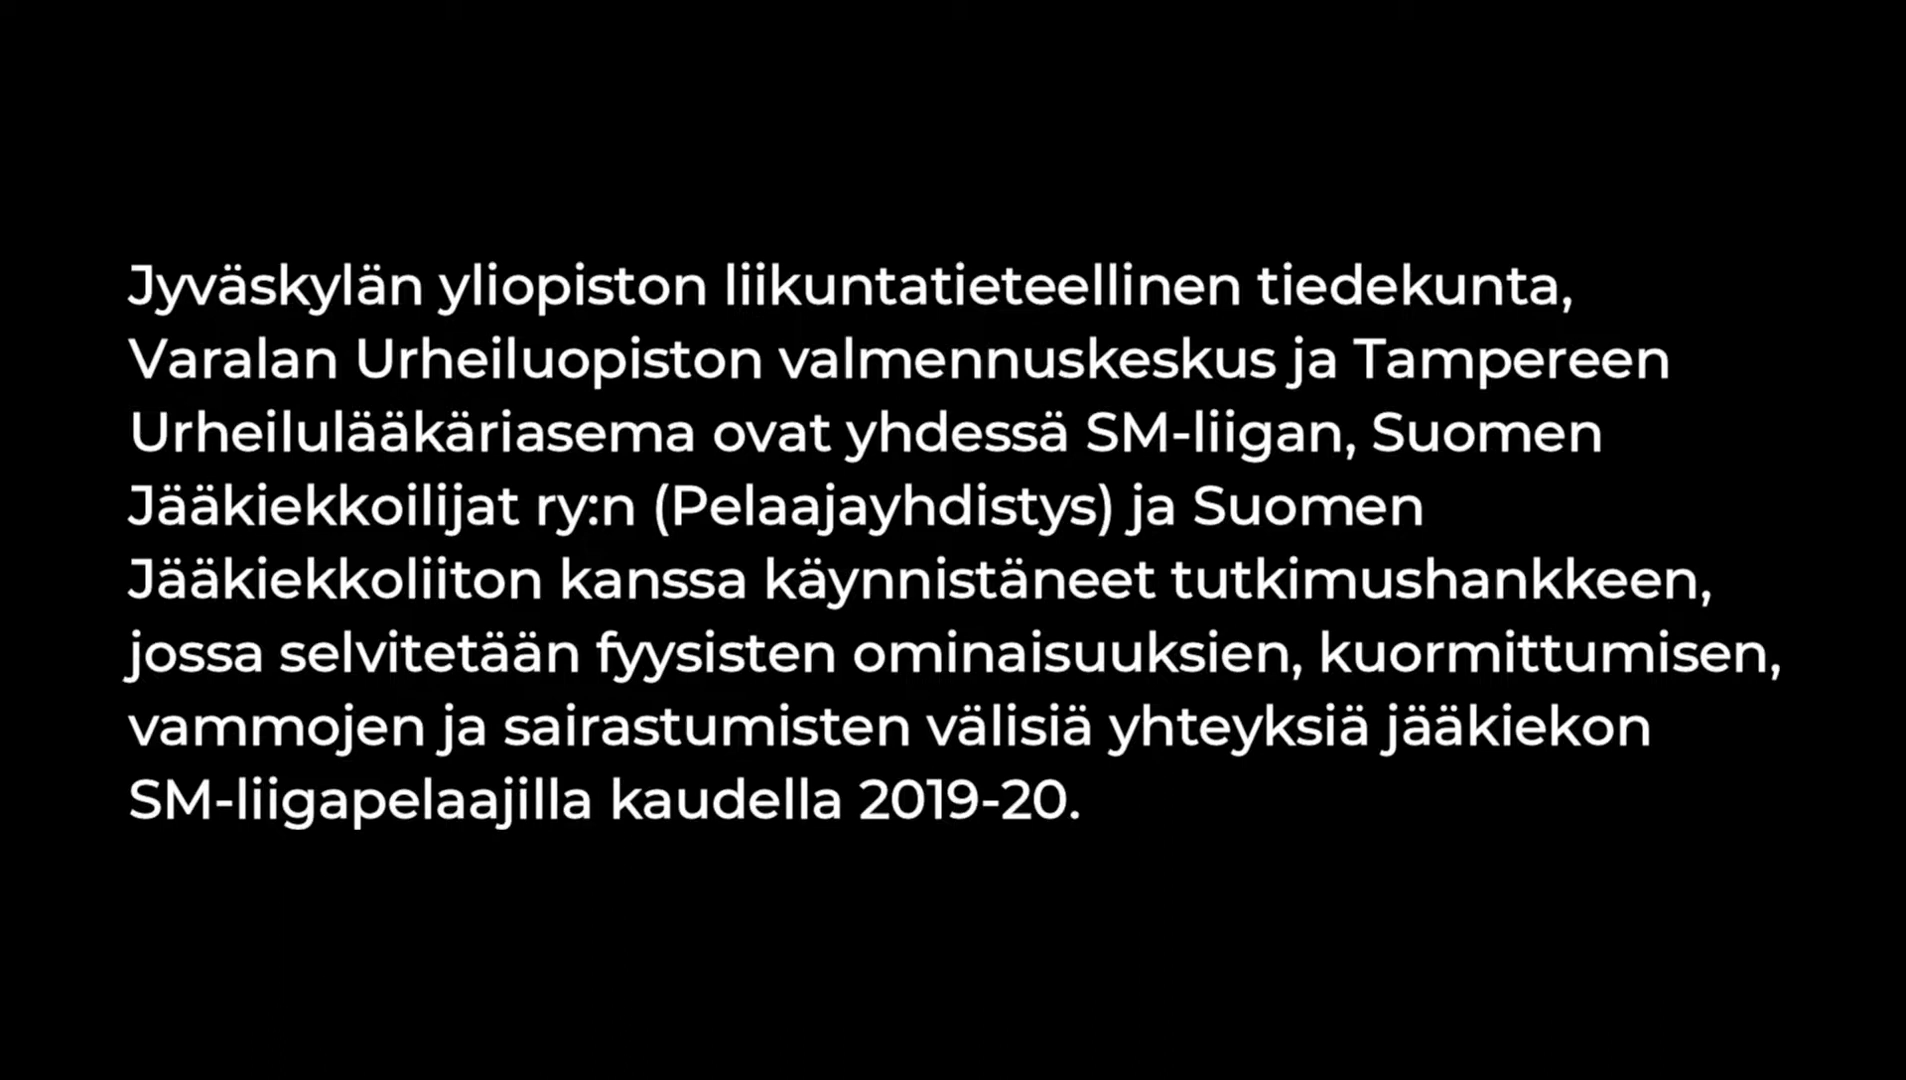 Jyväskylän yliopiston liikuntatieteellinen tiedekunta,
Varalan Urheiluopiston valmennuskeskus ja Tampereen
Urheilulääkäriasema ovat yhdessä SM-liigan, Suomen
Jääkiekkoilijat ry:n (Pelaajayhdistys) ja Suomen
Jääkiekkoliiton kanssa käynnistäneet tutkimushankkeen,
jossa selvitetään fyysisten ominaisuuksien, kuormittumisen,
vammojen ja sairastumisten välisiä yhteyksiä jääkiekon
SM-liigapelaajilla kaudella 2019-20.